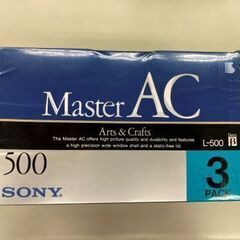 Master AC
Arts & Crafts
The Master AC offers high picture quality and durability and features
a high precision wide window shell and a static-free lid.
Beta
L-500 β
500
SONY
3
PACK